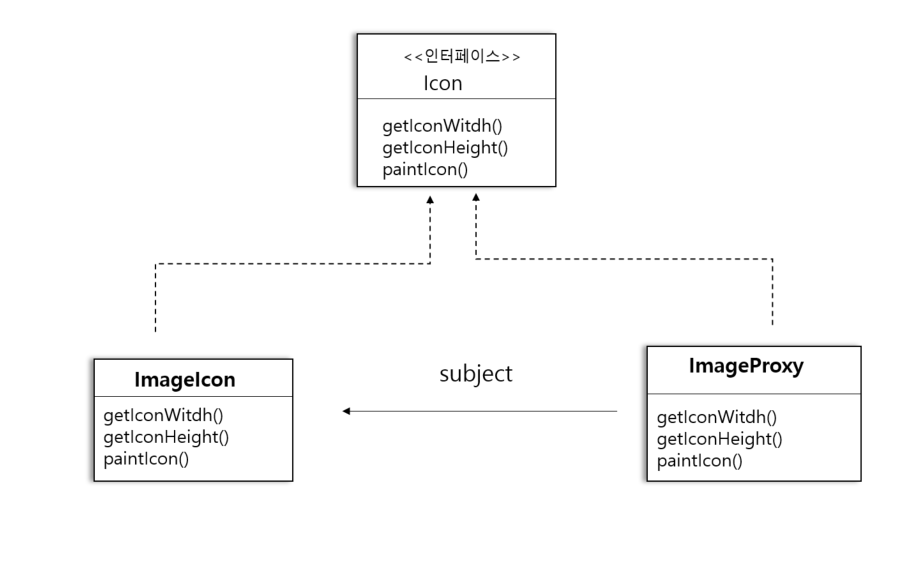 <<인터페이스>>
Icon
getIconWitdh()
getIconHeight()
paintIcon()
ImageIcon
getIconWitdh()
getIconHeight()
paintIcon()
subject
ImageProxy
getIconWitdh()
getIconHeight()
paintIcon()